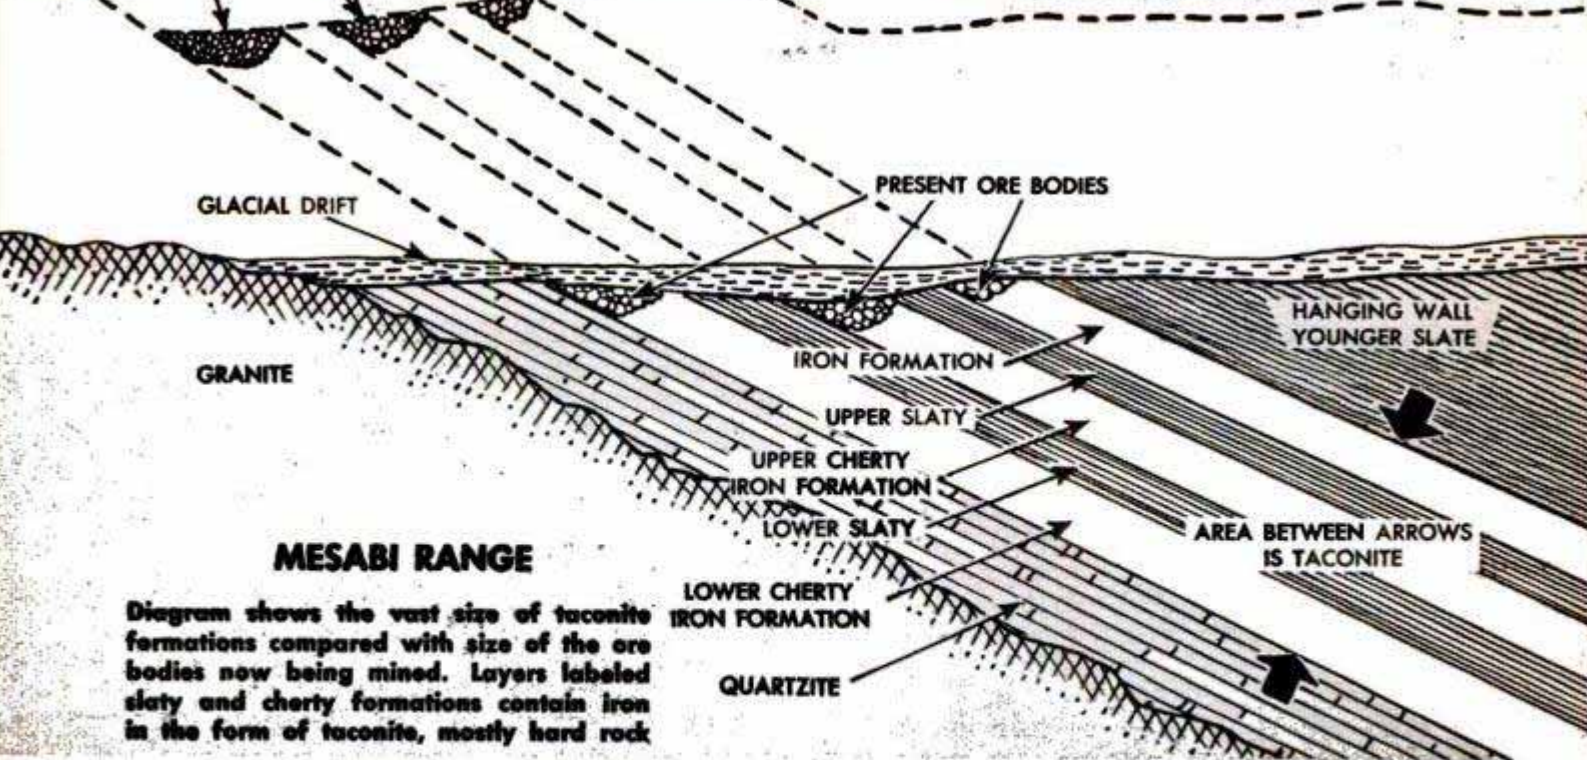 PRESENT ORE BODIES
GLACIAL DRIFT
HANGING WALL
YOUNGER SLATE
IRON FORMATION
GRANITE
UPPER SLATY
UPPER CHERTY
IRON FORMATION
LOWER SLATY
AREA BETWEEN ARROWS
IS TACONITE
LOWER CHERTY
IRON FORMATION
QUARTZITE
MESABI RANGE
Diagram shows the vast size of taconite
formations compared with size of the ore
bodies now being mined. Layers labeled
slaty and cherty formations contain iron
in the form of taconite, mostly hard rock